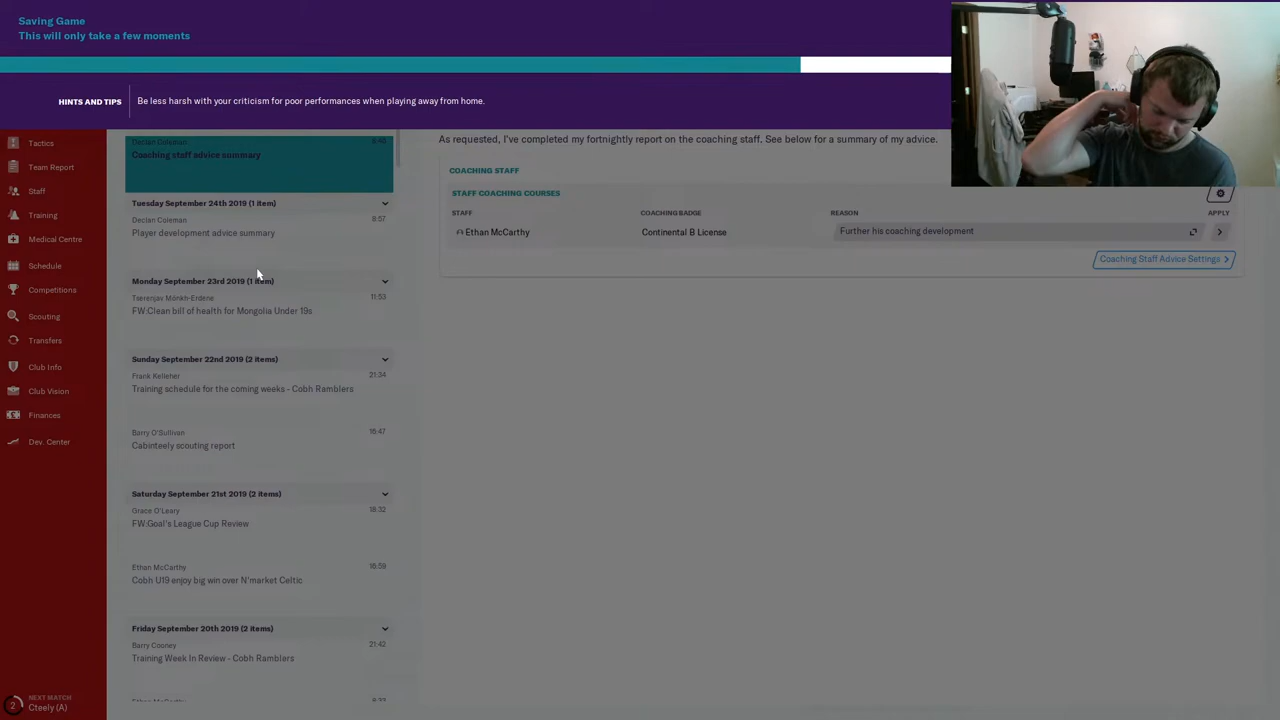 Saving Game
This will only take a few moments
HINTS AND TIPS
Be less harsh with your criticism for poor performances when playing away from home.
Tactics
Team Report
Staff
Training
Medical Centre
Schedule
Competitions
Scouting
Transfers
Club Info
Club Vision
Finances
Dev. Center
2
NEXT MATCH
Cteely (A)
Declan Coleman
Coaching staff advice summary
Tuesday September 24th 2019 (1 item)
Declan Coleman 8:57
Player development advice summary
Monday September 23rd 2019 (1 item)
Tserenjav Mönkh-Erdene 11:53
FW:Clean bill of health for Mongolia Under 19s
Sunday September 22nd 2019 (2 items)
Frank Kelleher 21:34
Training schedule for the coming weeks - Cobh Ramblers
Barry O'Sullivan 16:47
Cabinteely scouting report
Saturday September 21st 2019 (2 items)
Grace O'Leary 18:32
FW:Goal's League Cup Review
Ethan McCarthy 16:59
Cobh U19 enjoy big win over N'market Celtic
Friday September 20th 2019 (2 items)
Barry Cooney 21:42
Training Week In Review - Cobh Ramblers
As requested, I've completed my fortnightly report on the coaching staff. See below for a summary of my advice.
COACHING STAFF
STAFF COACHING COURSES
STAFF COACHING BADGE REASON APPLY
Ethan McCarthy Continental B License Further his coaching development
Coaching Staff Advice Settings